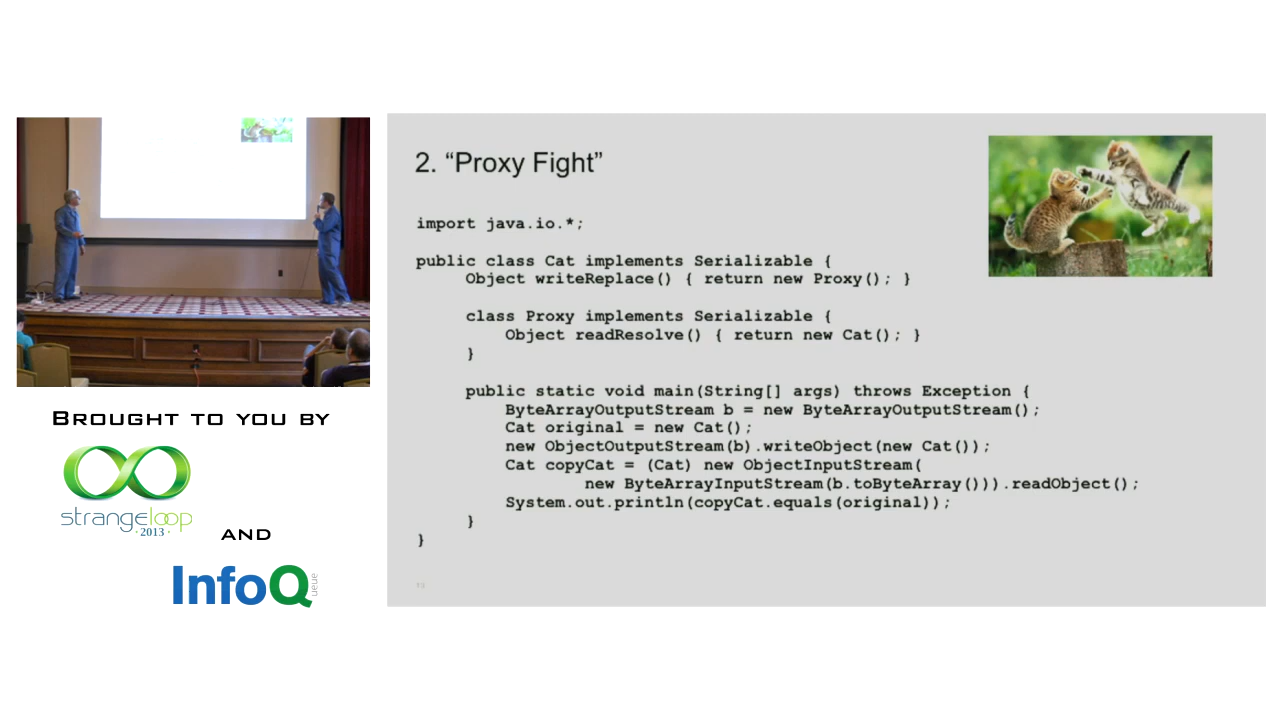 2. “Proxy Fight”
import java.io.*;
public class Cat implements Serializable {
Object writeReplace() { return new Proxy(); }
class Proxy implements Serializable {
Object readResolve() { return new Cat(); }
}
public static void main(String[] args) throws Exception {
ByteArrayOutputStream b = new ByteArrayOutputStream();
Cat original = new Cat();
new ObjectOutputStream(b).writeObject(new Cat());
Cat copyCat = (Cat) new ObjectInputStream(
new ByteArrayInputStream(b.toByteArray())).readObject();
System.out.println(copyCat.equals(original));
}
}
BROUGHT TO YOU BY
strangeloop
·2013·
AND
InfoQ
ueue